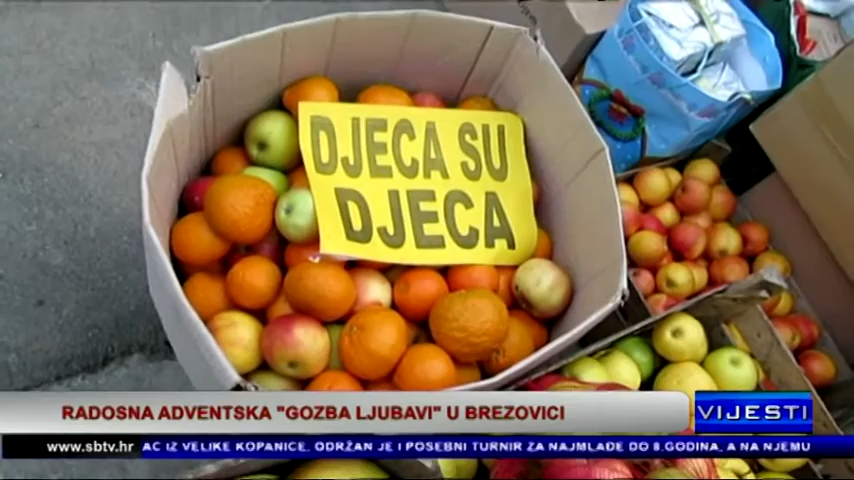 DJECA SU
DJECA
RADOSNA ADVENTSKA "GOZBA LJUBAVI" U BREZOVICI
VIJESTI
www.sbtv.hr
AC IZ VELIKE KOPANICE. ODRŽAN JE I POSEBNI TURNIR ZA NAJMLAĐE DO 8.GODINA, A NA NJEMU